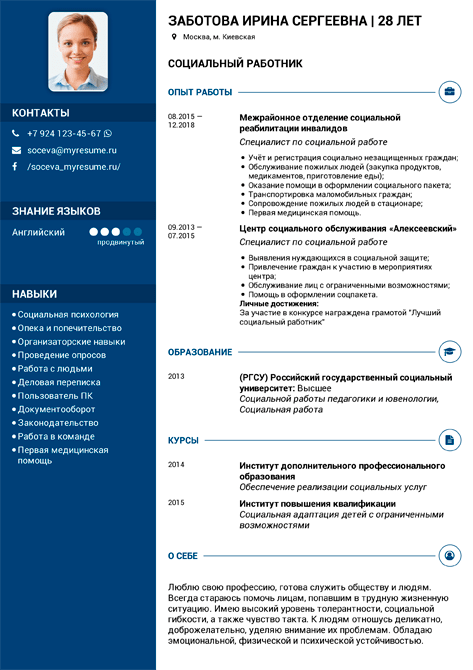 КОНТАКТЫ
+7 924 123-45-67
soceva@myresume.ru
/soceva_myresume.ru/
ЗНАНИЕ ЯЗЫКОВ
Английский
продвинутый
НАВЫКИ
Социальная психология
Опека и попечительство
Организаторские навыки
Проведение опросов
Работа с людьми
Деловая переписка
Пользователь ПК
Документооборот
Законодательство
Работа в команде
Первая медицинская
помощь
ЗАБОТОВА ИРИНА СЕРГЕЕВНА | 28 ЛЕТ
Москва, м. Киевская
СОЦИАЛЬНЫЙ РАБОТНИК
ОПЫТ РАБОТЫ
08.2015 —
12.2018
Межрайонное отделение социальной
реабилитации инвалидов
Специалист по социальной работе
Учёт и регистрация социально незащищенных граждан;
Обслуживание пожилых людей (закупка продуктов,
медикаментов, приготовление еды);
Оказание помощи в оформлении социального пакета;
Транспортировка маломобильных граждан;
Сопровождение пожилых людей в стационаре;
Первая медицинская помощь.
09.2013 —
07.2015
Центр социального обслуживания «Алексеевский»
Специалист по социальной работе
Выявления нуждающихся в социальной защите;
Привлечение граждан к участию в мероприятиях
центра;
Обслуживание лиц с ограниченными возможностями;
Помощь в оформлении соцпакета.
Личные достижения:
За участие в конкурсе награждена грамотой "Лучший
социальный работник"
ОБРАЗОВАНИЕ
2013
(РГСУ) Российский государственный социальный
университет: Высшее
Социальной работы педагогики и ювенологии,
Социальная работа
КУРСЫ
2014
Институт дополнительного профессионального
образования
Обеспечение реализации социальных услуг
2015
Институт повышения квалификации
Социальная адаптация детей с ограниченными
возможностями
О СЕБЕ
Люблю свою профессию, готова служить обществу и людям.
Всегда стараюсь помочь лицам, попавшим в трудную жизненную
ситуацию. Имею высокий уровень толерантности, социальной
гибкости, а также чувство такта. К людям отношусь деликатно,
доброжелательно, уделяю внимание их проблемам. Обладаю
эмоциональной, физической и психической устойчивостью.